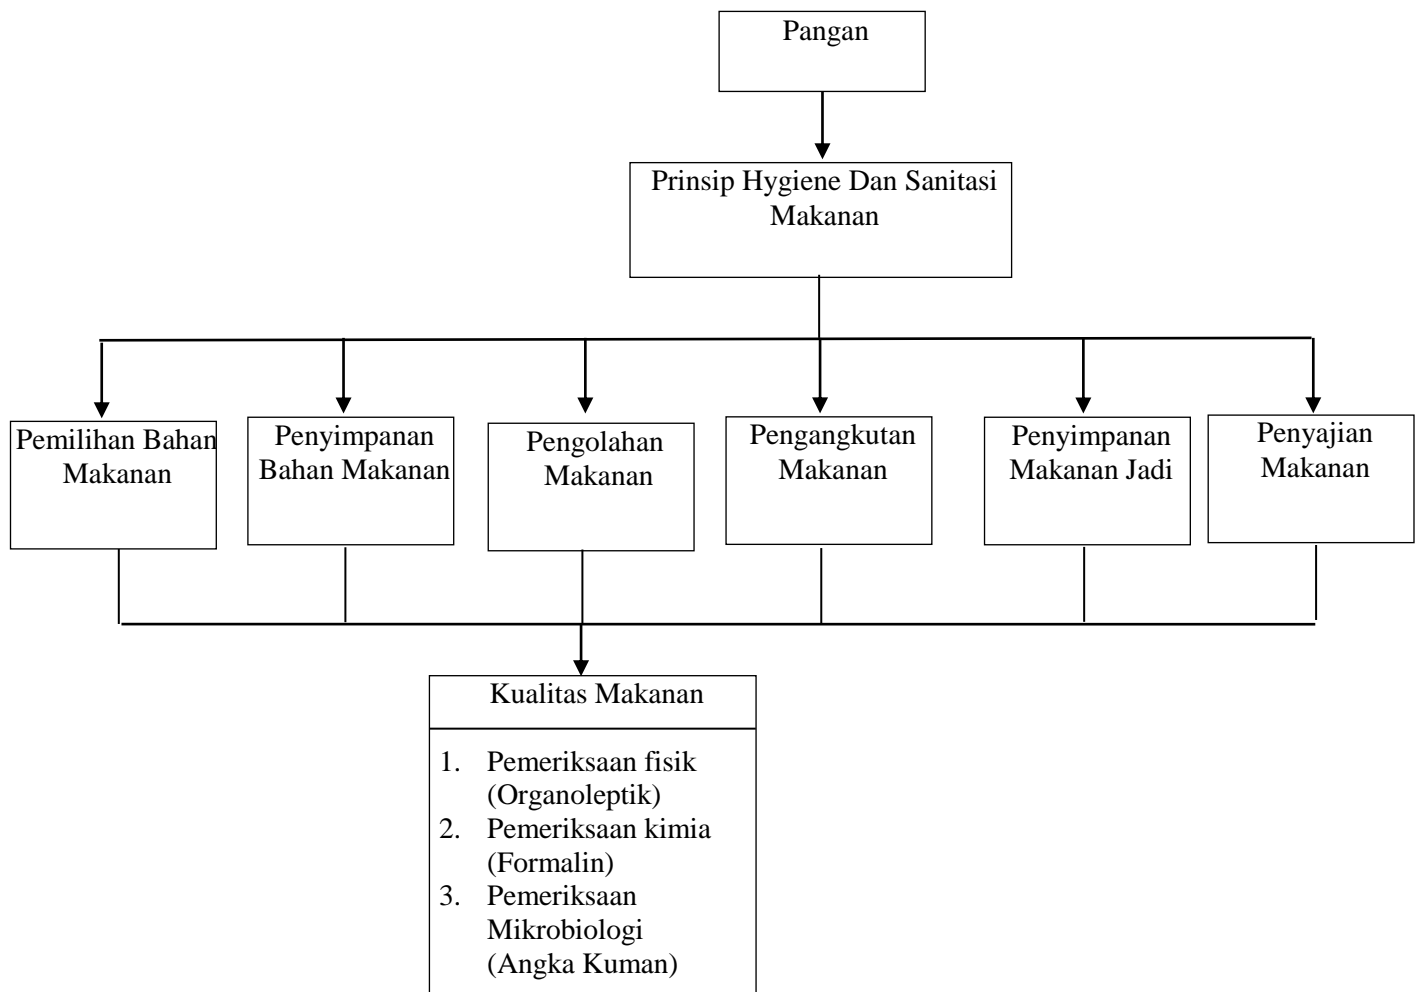 Pangan
Prinsip Hygiene Dan Sanitasi
Makanan
Pemilihan Bahan
Makanan
Penyimpanan
Bahan Makanan
Pengolahan
Makanan
Pengangkutan
Makanan
Penyimpanan
Makanan Jadi
Penyajian
Makanan
Kualitas Makanan
1. Pemeriksaan fisik
(Organoleptik)
2. Pemeriksaan kimia
(Formalin)
3. Pemeriksaan
Mikrobiologi
(Angka Kuman)